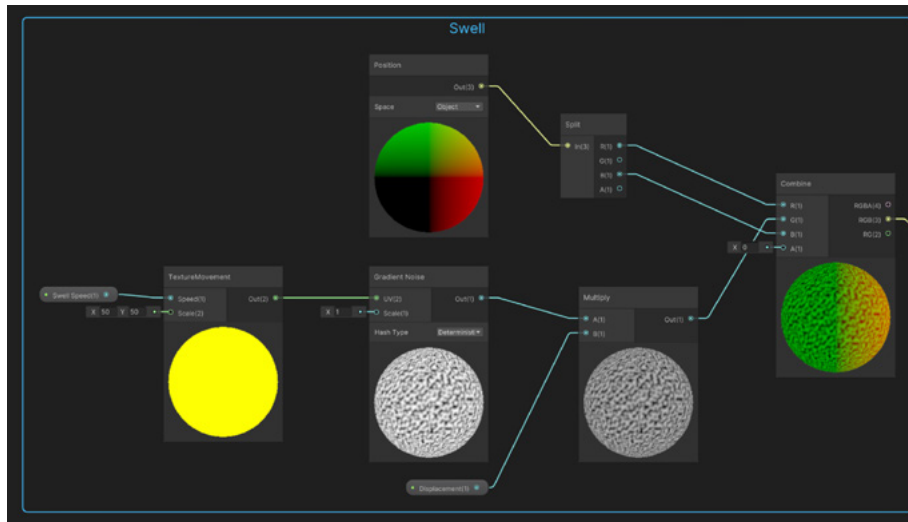 Swell
Position
Out(3)
Space Object
Split
In(3) R(1)
G(1)
B(1)
A(1)
Combine
R(1) RGBA(4)
G(1) RGB(3)
B(1) RG(2)
X 0 A(1)
TextureMovement
Swell Speed(1) Speed(1) Out(2)
X 50 Y 50 Scale(2)
Gradient Noise
UV(2) Out(1)
X 1 Scale(1)
Hash Type Determinist
Multiply
A(1) Out(1)
B(1)
Displacement(1)